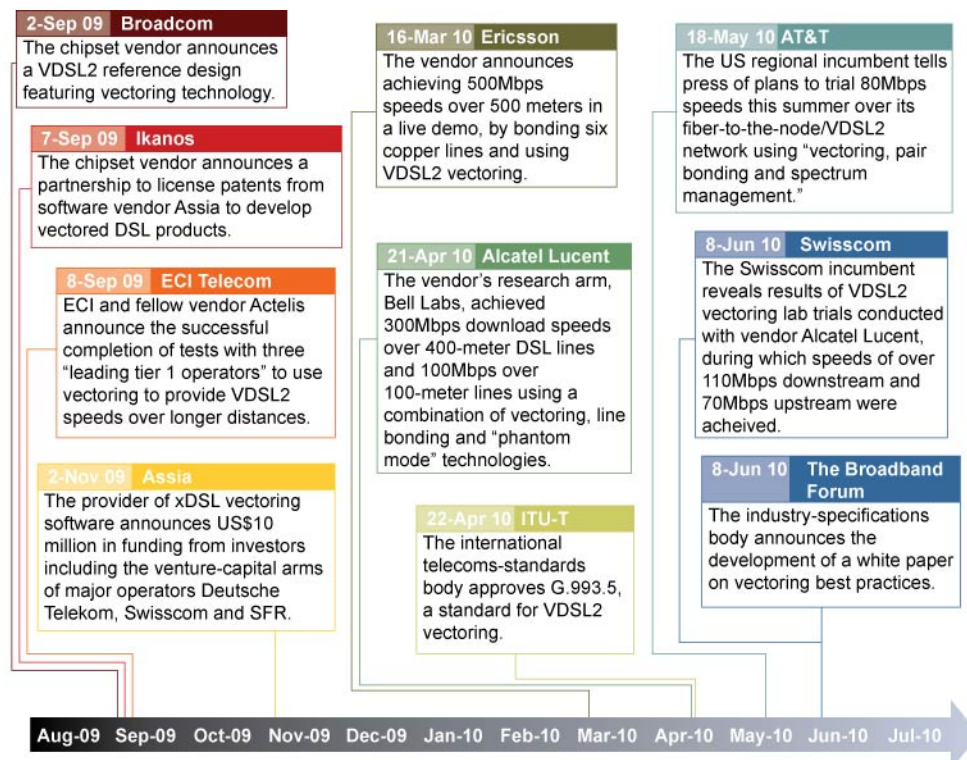 2-Sep 09 Broadcom
The chipset vendor announces
a VDSL2 reference design
featuring vectoring technology.
7-Sep 09 Ikanos
The chipset vendor announces a
partnership to license patents from
software vendor Assia to develop
vectored DSL products.
8-Sep 09 ECI Telecom
ECI and fellow vendor Actelis
announce the successful
completion of tests with three
“leading tier 1 operators” to use
vectoring to provide VDSL2
speeds over longer distances.
2-Nov 09 Assia
The provider of xDSL vectoring
software announces US$10
million in funding from investors
including the venture-capital arms
of major operators Deutsche
Telekom, Swisscom and SFR.
16-Mar 10 Ericsson
The vendor announces
achieving 500Mbps
speeds over 500 meters in
a live demo, by bonding six
copper lines and using
VDSL2 vectoring.
21-Apr 10 Alcatel Lucent
The vendor’s research arm,
Bell Labs, achieved
300Mbps download speeds
over 400-meter DSL lines
and 100Mbps over
100-meter lines using a
combination of vectoring, line
bonding and “phantom
mode” technologies.
22-Apr 10 ITU-T
The international
telecoms-standards
body approves G.993.5,
a standard for VDSL2
vectoring.
18-May 10 AT&T
The US regional incumbent tells
press of plans to trial 80Mbps
speeds this summer over its
fiber-to-the-node/VDSL2
network using “vectoring, pair
bonding and spectrum
management.”
8-Jun 10 Swisscom
The Swisscom incumbent
reveals results of VDSL2
vectoring lab trials conducted
with vendor Alcatel Lucent,
during which speeds of over
110Mbps downstream and
70Mbps upstream were
acheived.
8-Jun 10 The Broadband
Forum
The industry-specifications
body announces the
development of a white paper
on vectoring best practices.
Aug-09 Sep-09 Oct-09 Nov-09 Dec-09 Jan-10 Feb-10 Mar-10 Apr-10 May-10 Jun-10 Jul-10